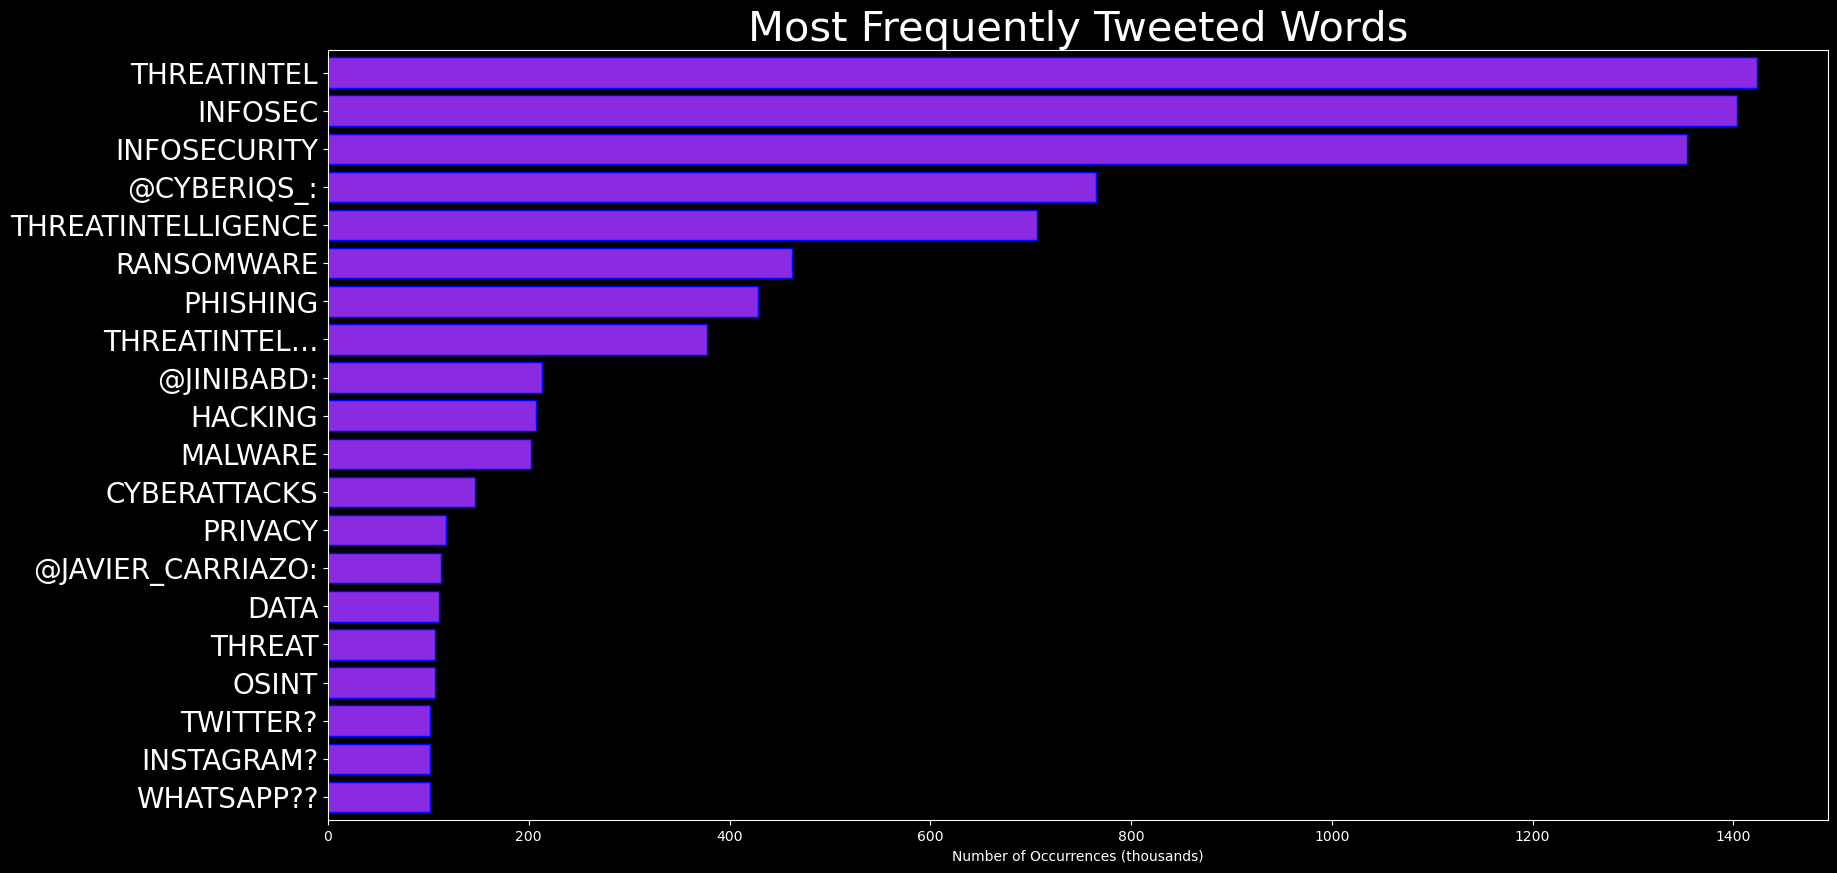 Most Frequently Tweeted Words
THREATINTEL
INFOSEC
INFOSECURITY
@CYBERIQS_:
THREATINTELLIGENCE
RANSOMWARE
PHISHING
THREATINTEL…
@JINIBABD:
HACKING
MALWARE
CYBERATTACKS
PRIVACY
@JAVIER_CARRIAZO:
DATA
THREAT
OSINT
TWITTER?
INSTAGRAM?
WHATSAPP??
0 200 400 600 800 1000 1200 1400
Number of Occurrences (thousands)